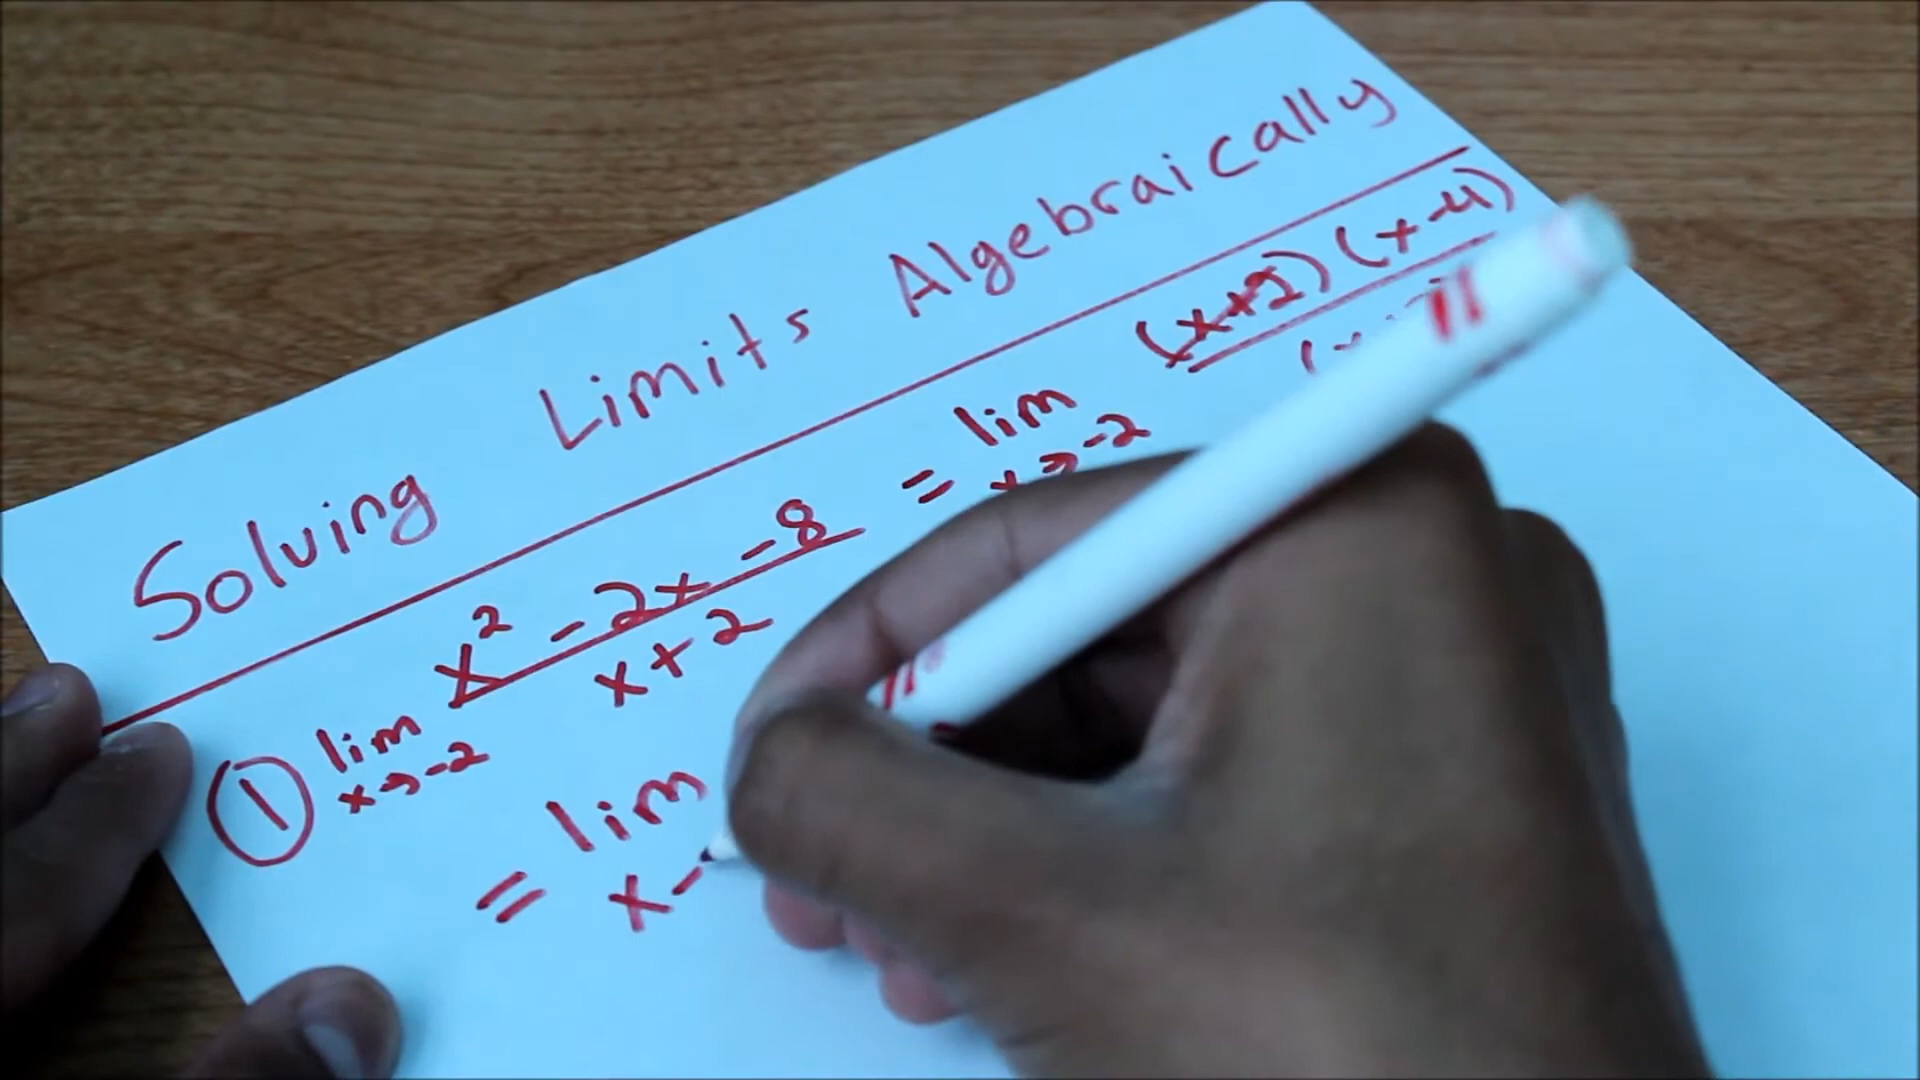 Solving Limits Algebraically
① lim x² - 2x - 8 = lim (x+2)(x-4)
x→-2 x+2 x→-2
= lim
x -